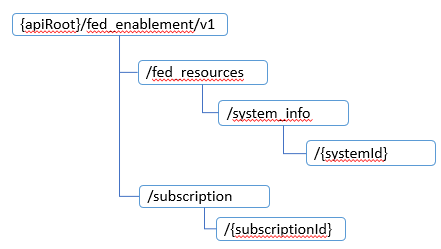 {apiRoot}/fed_enablement/v1
/fed_resources
/system_info
/{systemId}
/subscription
/{subscriptionId}